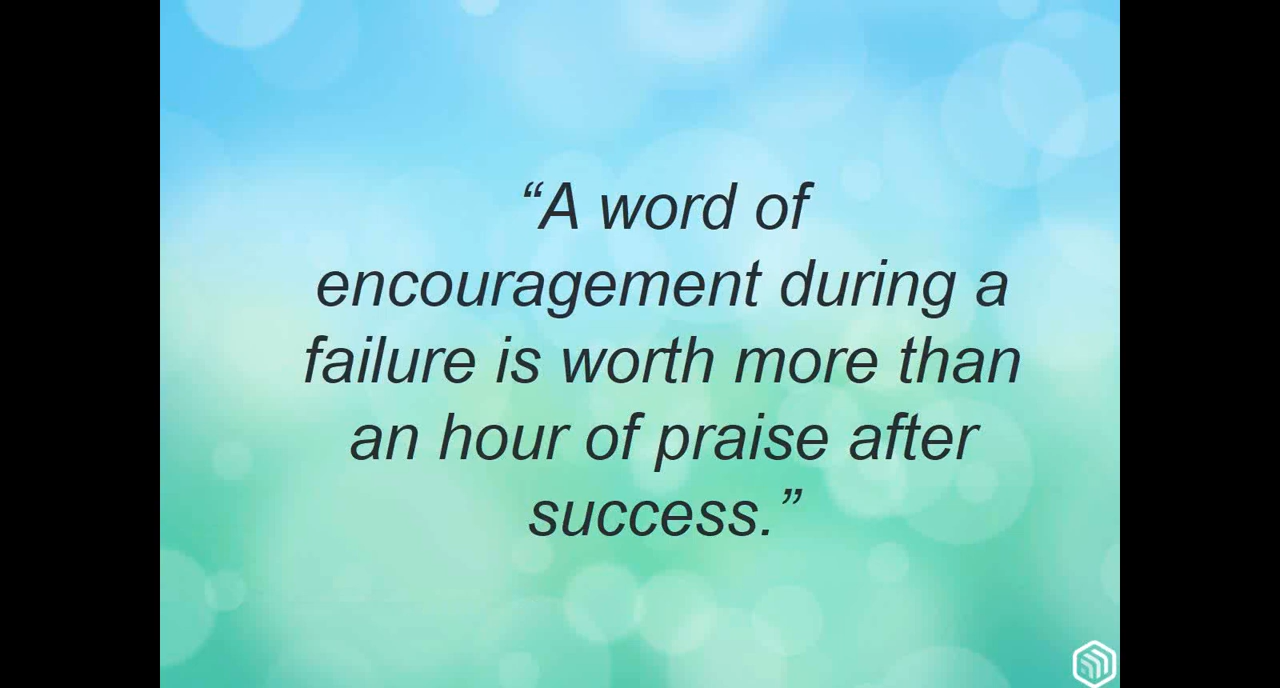 “A word of
encouragement during a
failure is worth more than
an hour of praise after
success.”